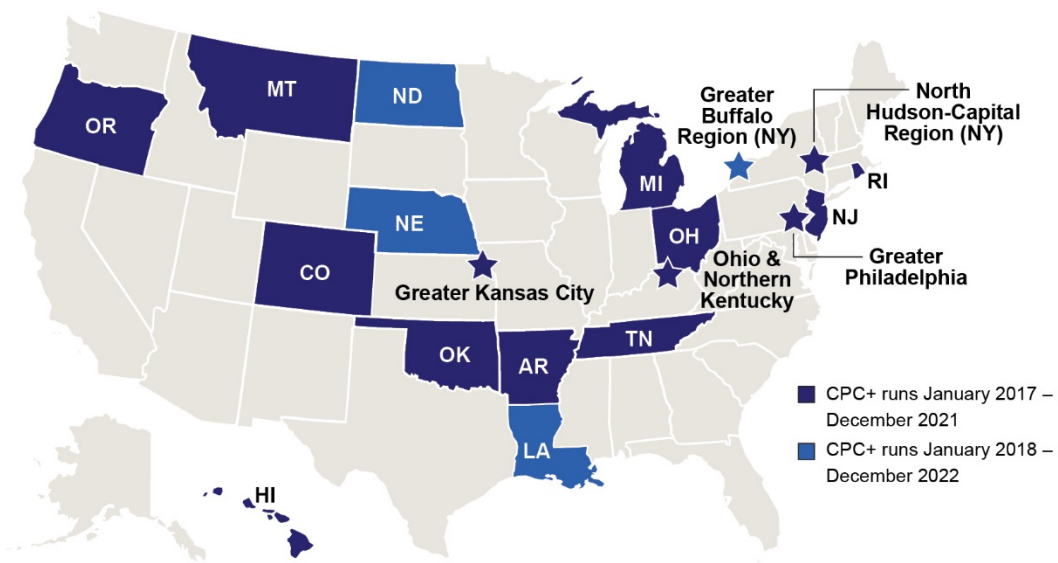 MT
ND
OR
Greater
Buffalo
Region (NY)
North
Hudson-Capital
Region (NY)
MI
RI
NE
NJ
OH
CO
Greater Kansas City
Ohio &
Northern
Kentucky
Greater
Philadelphia
OK
AR
TN
CPC+ runs January 2017 –
December 2021
CPC+ runs January 2018 –
December 2022
LA
HI